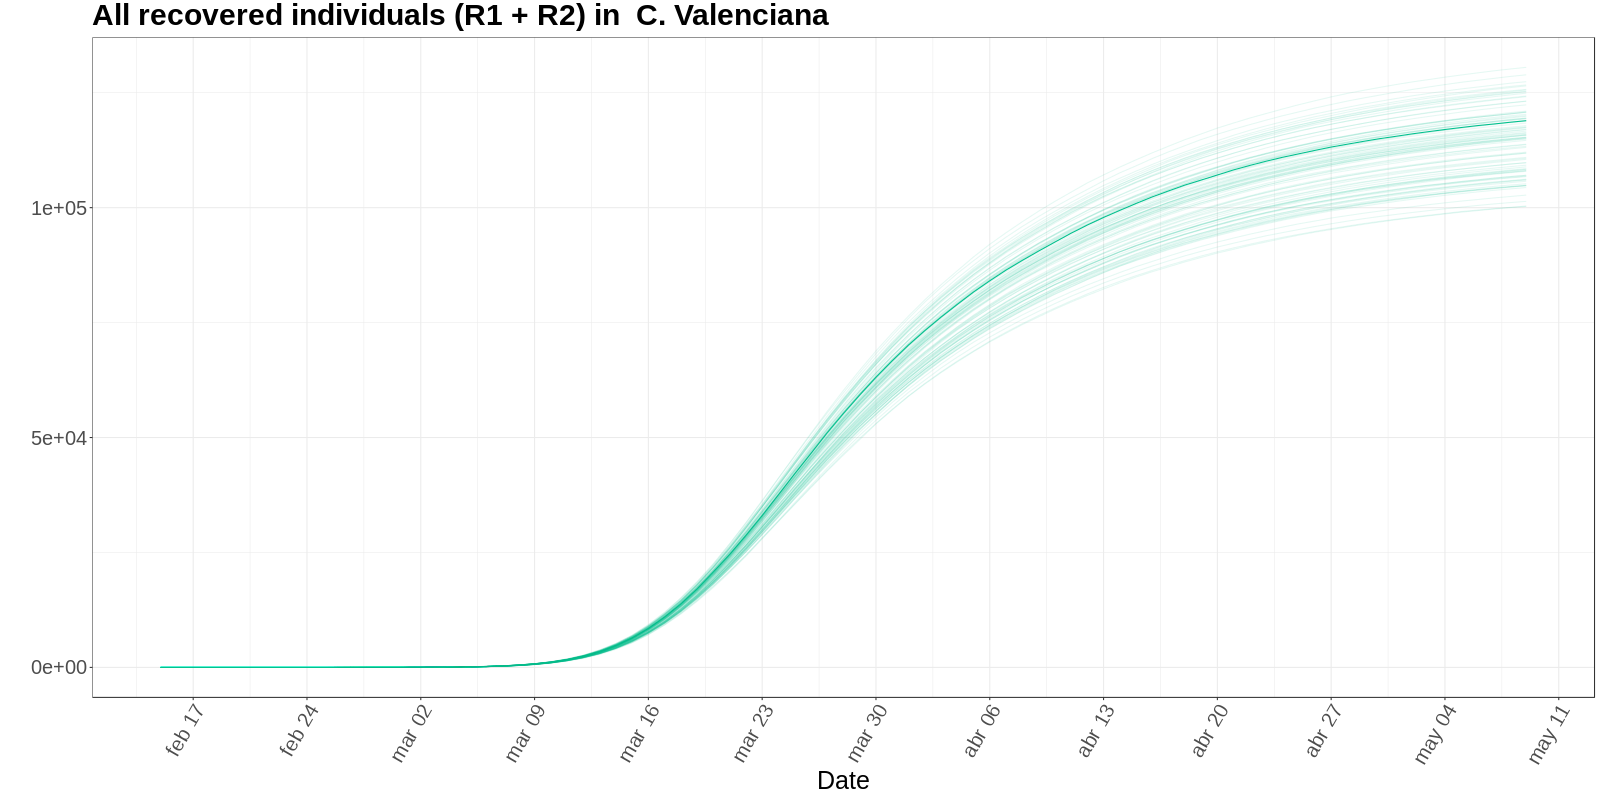 All recovered individuals (R1 + R2) in  C. Valenciana
1e+05
5e+04
0e+00
feb 17
feb 24
mar 02
mar 09
mar 16
mar 23
mar 30
abr 06
abr 13
abr 20
abr 27
may 04
may 11
Date